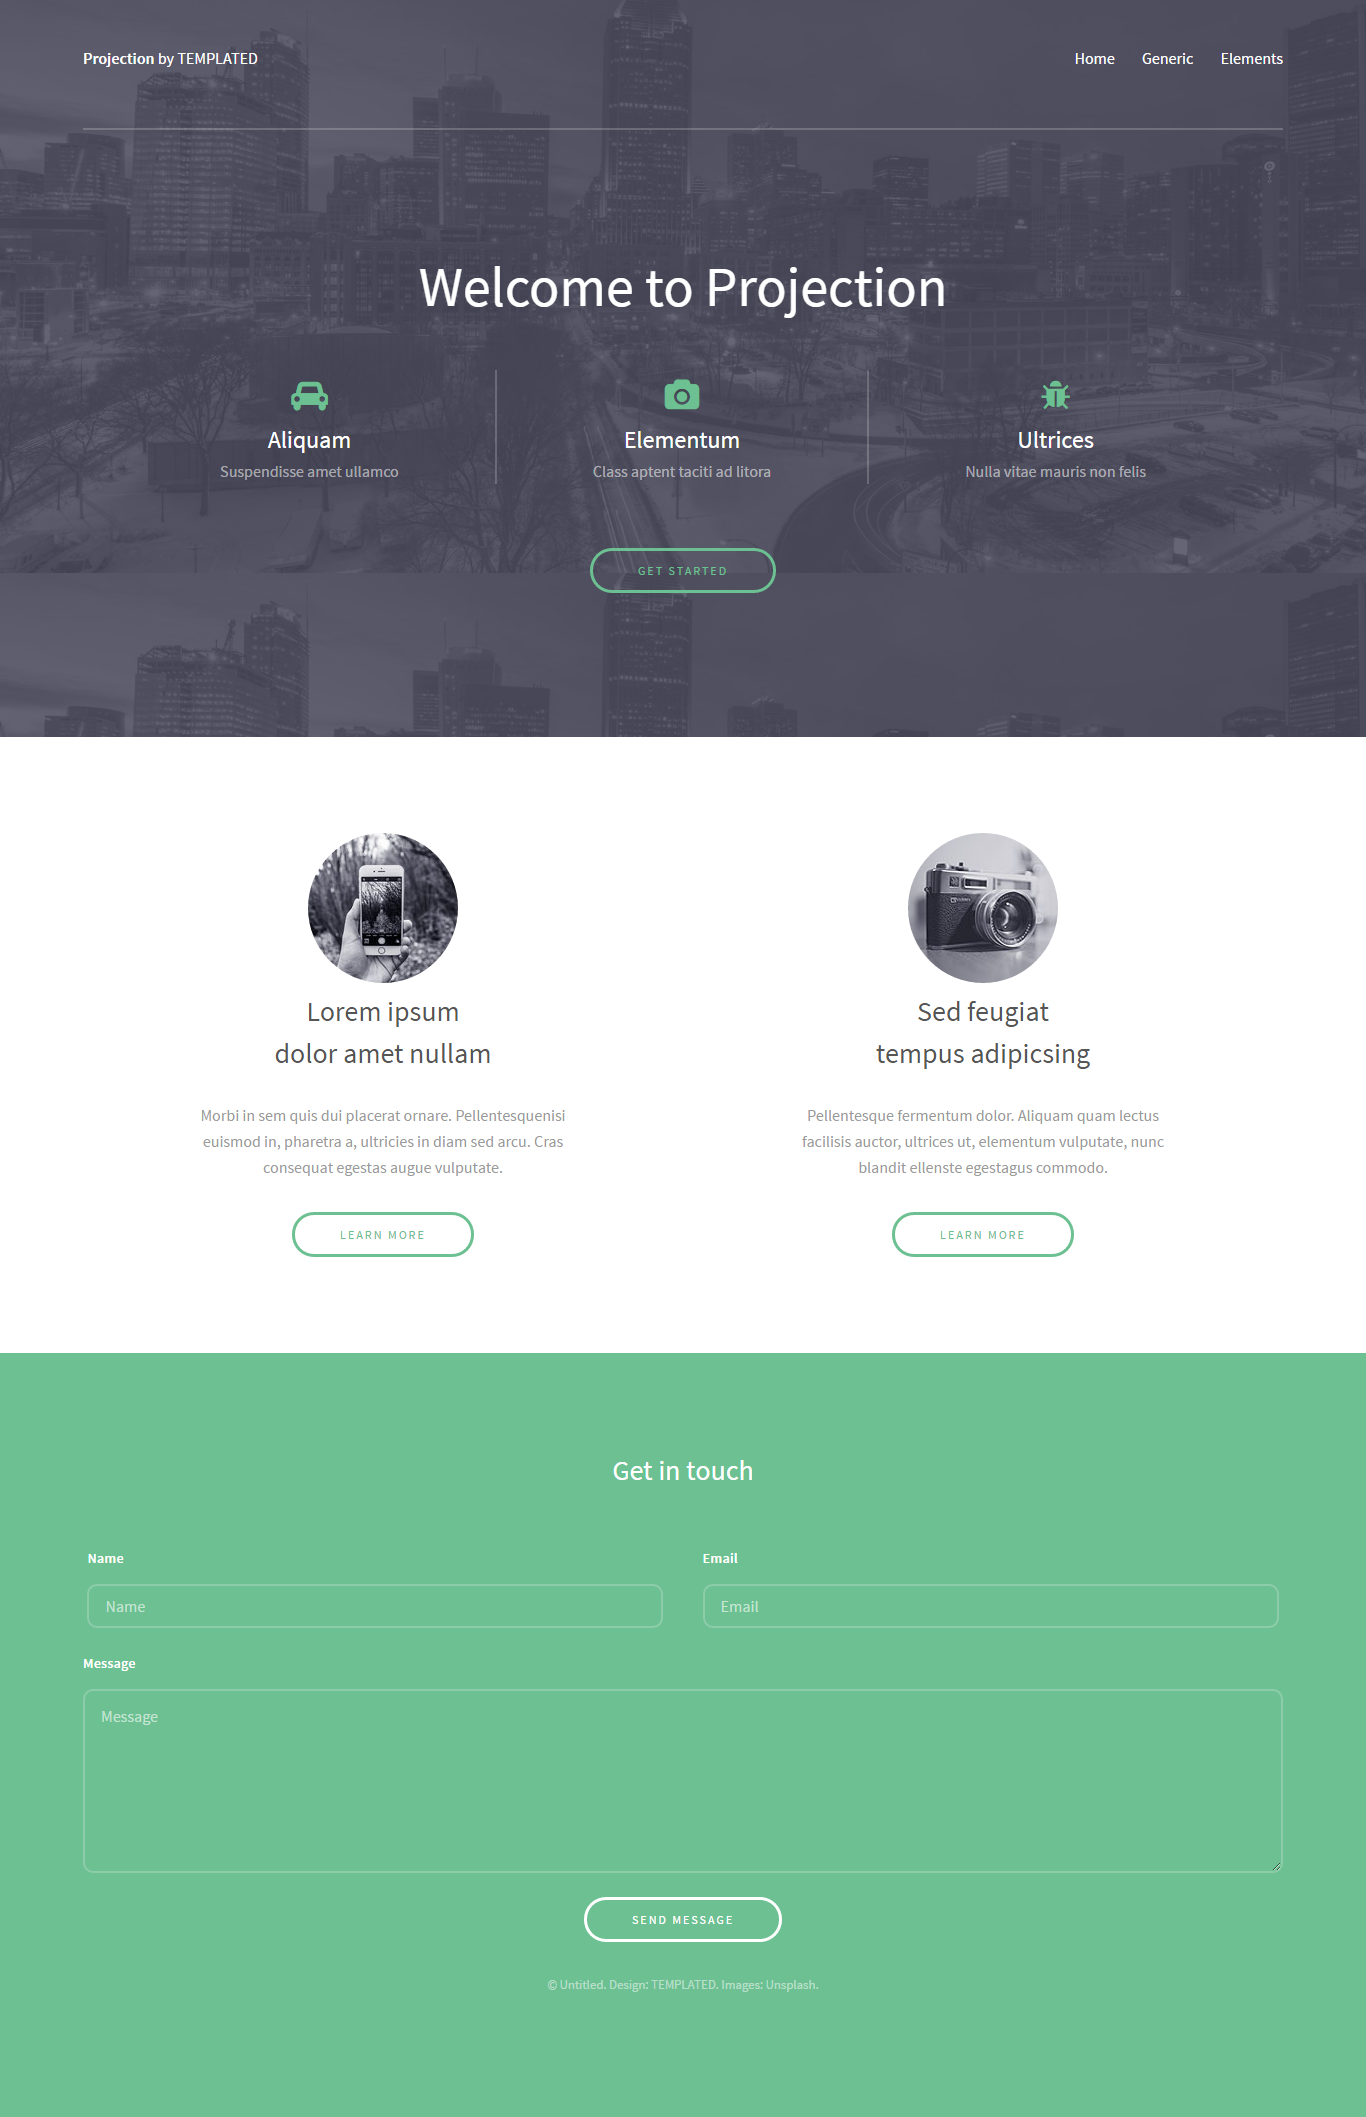 Projection by TEMPLATED
Home Generic Elements
Welcome to Projection
Aliquam
Suspendisse amet ullamco
Elementum
Class aptent taciti ad litora
Ultrices
Nulla vitae mauris non felis
GET STARTED
Lorem ipsum
dolor amet nullam
Morbi in sem quis dui placerat ornare. Pellentesquenisi
euismod in, pharetra a, ultricies in diam sed arcu. Cras
consequat egestas augue vulputate.
LEARN MORE
Sed feugiat
tempus adipicsing
Pellentesque fermentum dolor. Aliquam quam lectus
facilisis auctor, ultrices ut, elementum vulputate, nunc
blandit ellenste egestagus commodo.
LEARN MORE
Get in touch
Name
Name
Email
Email
Message
Message
SEND MESSAGE
© Untitled. Design: TEMPLATED. Images: Unsplash.